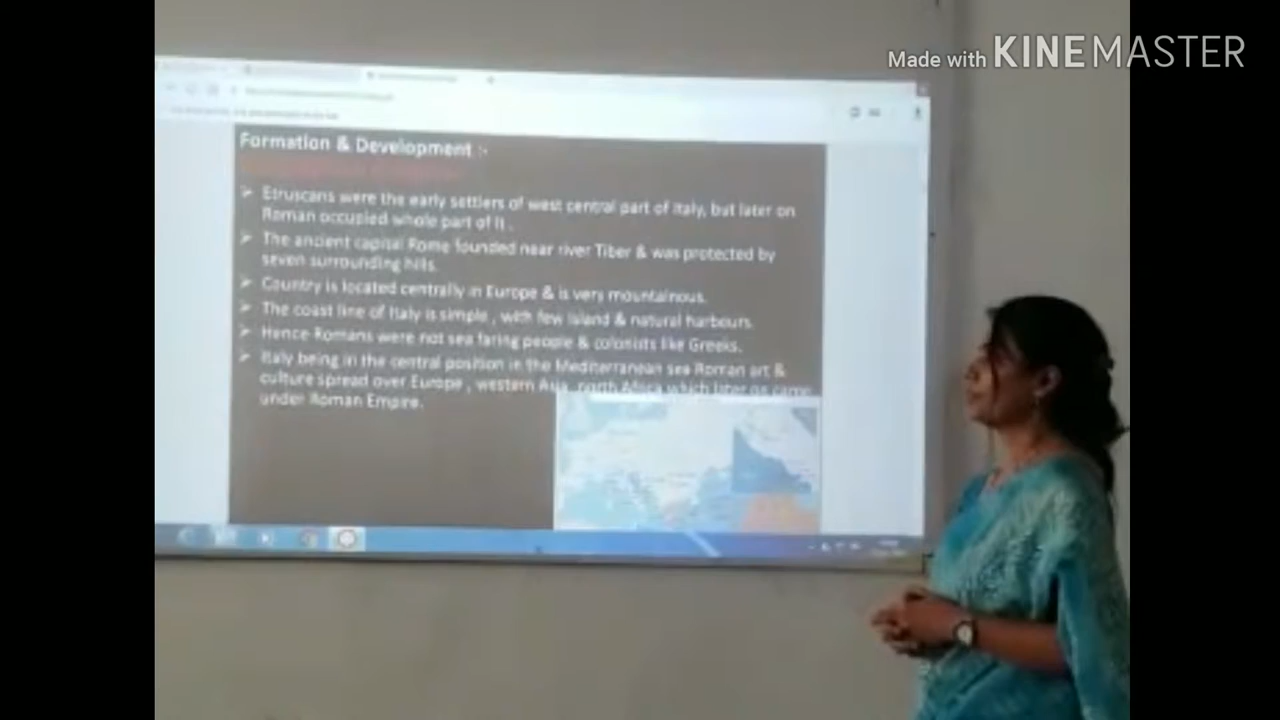 Made with KINEMASTER
Formation & Development :-
Etruscans were the early settlers of west central part of Italy, but later on
Roman occupied whole part of it .
The ancient capital Rome founded near river Tiber & was protected by
seven surrounding hills.
Country is located centrally in Europe & is very mountainous.
The coast line of Italy is simple , with few island & natural harbours.
Hence Romans were not sea faring people & colonists like Greeks.
Italy being in the central position in the Mediterranean sea Roman art &
culture spread over Europe , western Asia, north Africa which later on came
under Roman Empire.